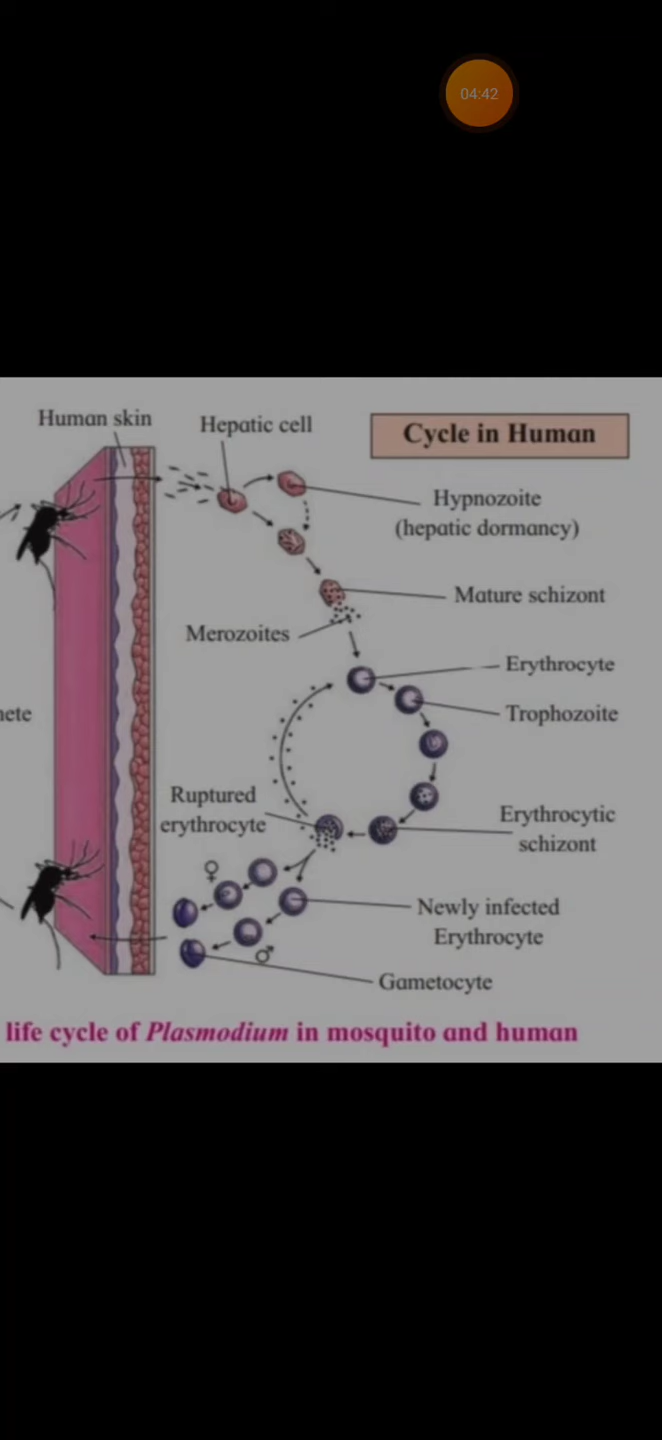 04:42
Human skin
Hepatic cell
Cycle in Human
Hypnozoite
(hepatic dormancy)
Mature schizont
Merozoites
Erythrocyte
nete
Trophozoite
Ruptured
erythrocyte
Erythrocytic
schizont
♀
Newly infected
Erythrocyte
♂
Gametocyte
life cycle of Plasmodium in mosquito and human